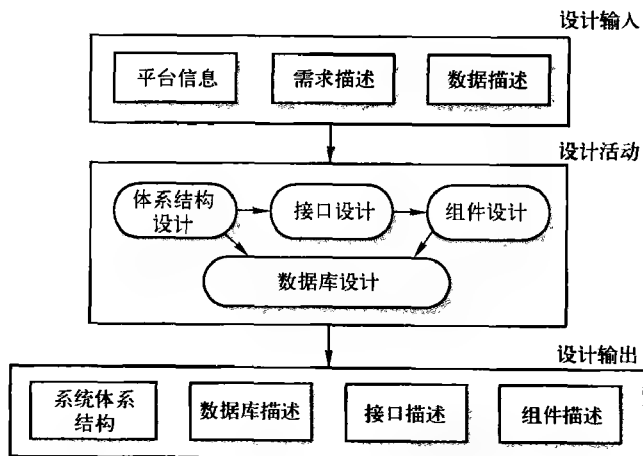 设计输入
平台信息
需求描述
数据描述
设计活动
体系结构
设计
接口设计
组件设计
数据库设计
设计输出
系统体系
结构
数据库描述
接口描述
组件描述